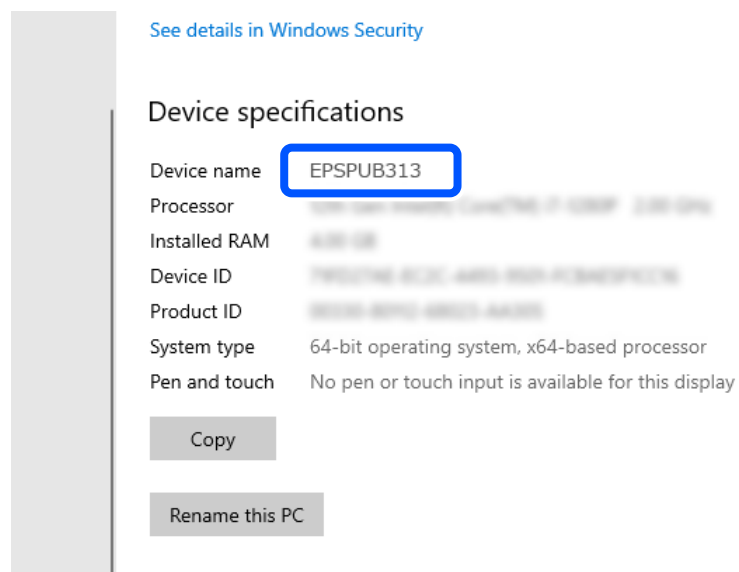 See details in Windows Security
Device specifications
Device name EPSPUB313
Processor
Installed RAM
Device ID
Product ID
System type 64-bit operating system, x64-based processor
Pen and touch No pen or touch input is available for this display
Copy
Rename this PC